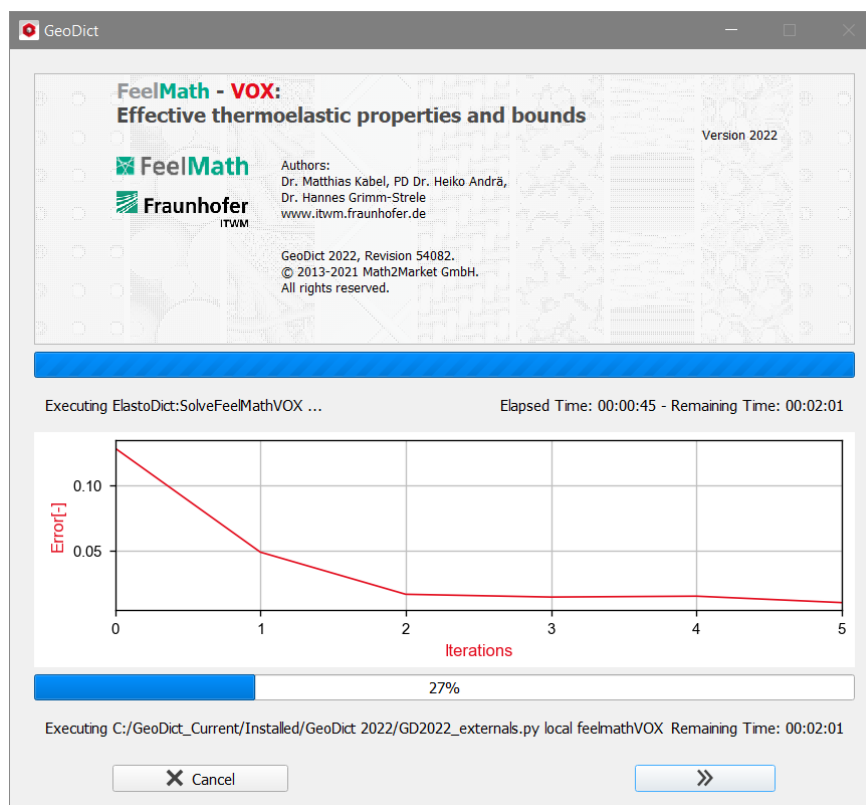 GeoDict
FeelMath - VOX:
Effective thermoelastic properties and bounds
Version 2022
FeelMath
Fraunhofer
ITWM
Authors:
Dr. Matthias Kabel, PD Dr. Heiko Andrä,
Dr. Hannes Grimm-Strele
www.itwm.fraunhofer.de
GeoDict 2022, Revision 54082.
© 2013-2021 Math2Market GmbH.
All rights reserved.
Executing ElastoDict:SolveFeelMathVOX ...
Elapsed Time: 00:00:45 - Remaining Time: 00:02:01
0.10
0.05
Error[-]
0 1 2 3 4 5
Iterations
27%
Executing C:/GeoDict_Current/Installed/GeoDict 2022/GD2022_externals.py local feelmathVOX Remaining Time: 00:02:01
Cancel